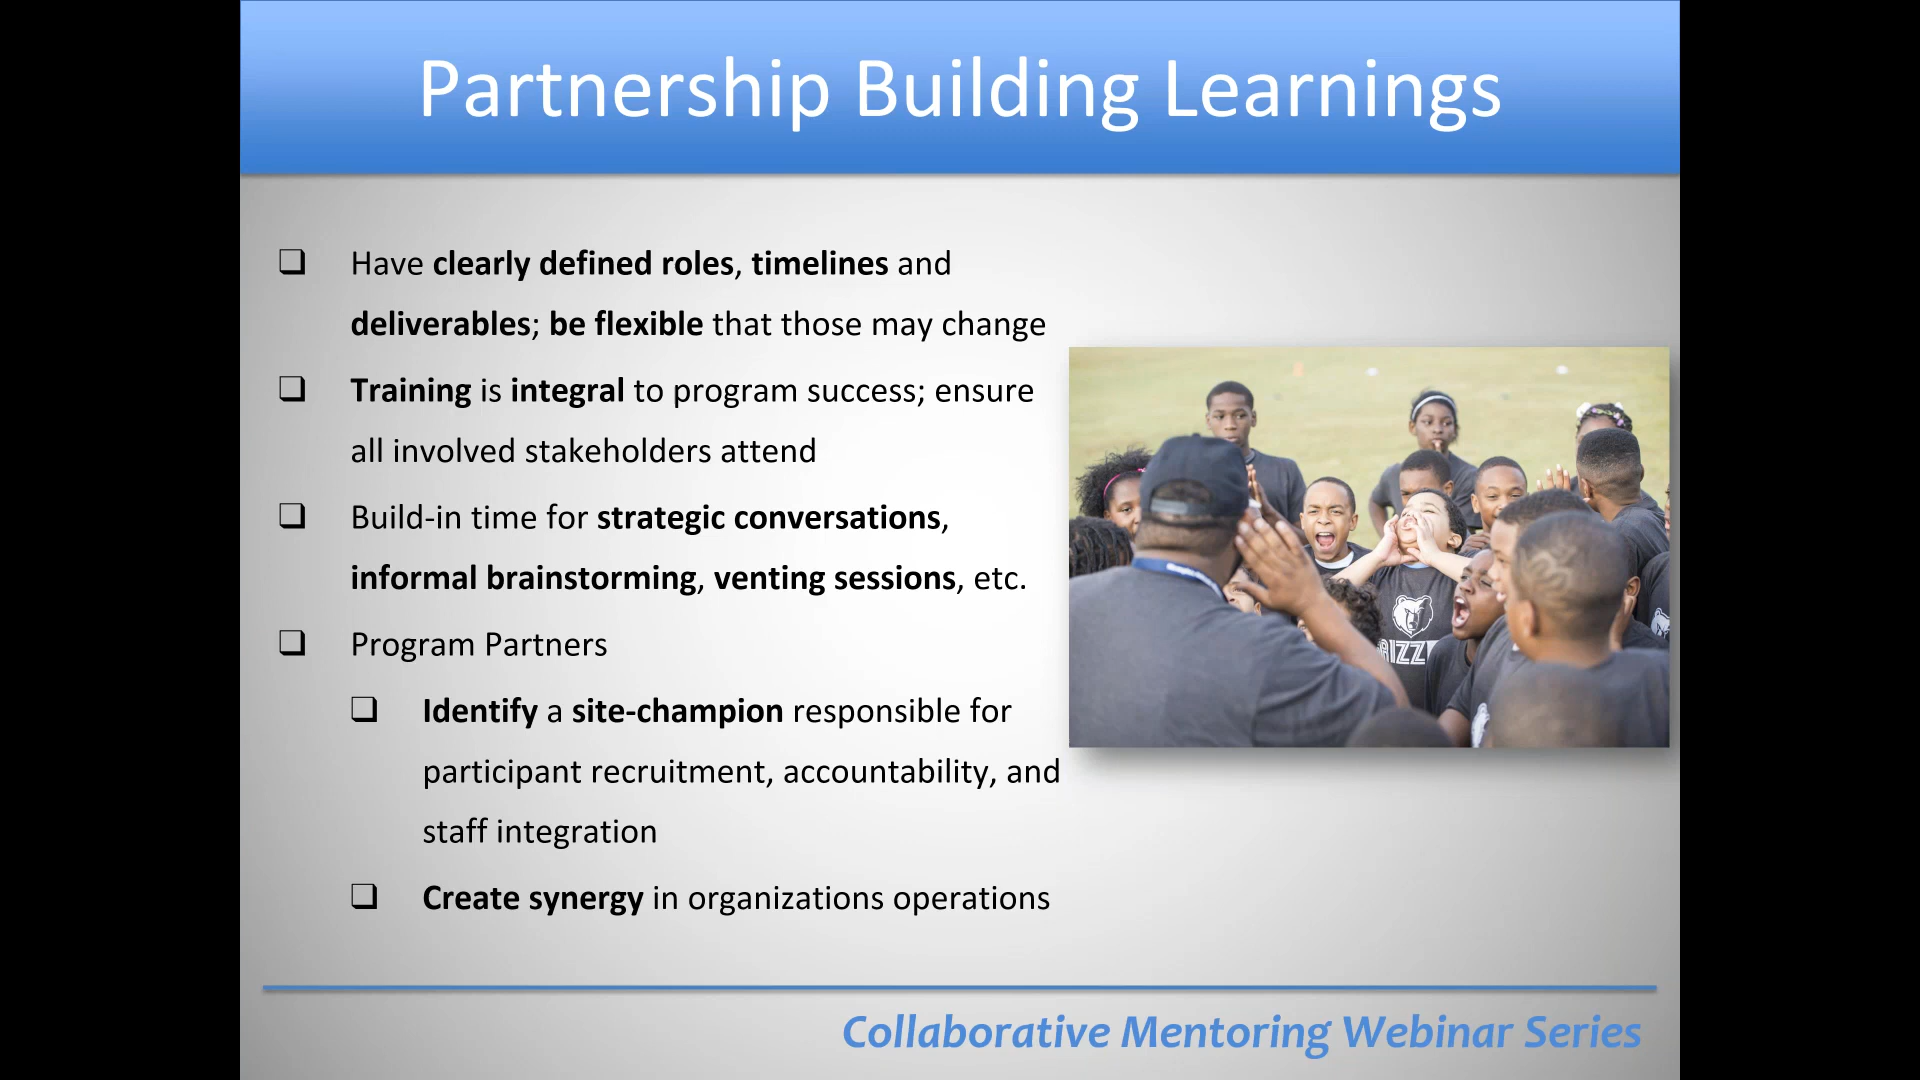 Partnership Building Learnings
❑ Have clearly defined roles, timelines and
deliverables; be flexible that those may change
❑ Training is integral to program success; ensure
all involved stakeholders attend
❑ Build-in time for strategic conversations,
informal brainstorming, venting sessions, etc.
❑ Program Partners
❑ Identify a site-champion responsible for
participant recruitment, accountability, and
staff integration
❑ Create synergy in organizations operations
RIZZ
Collaborative Mentoring Webinar Series